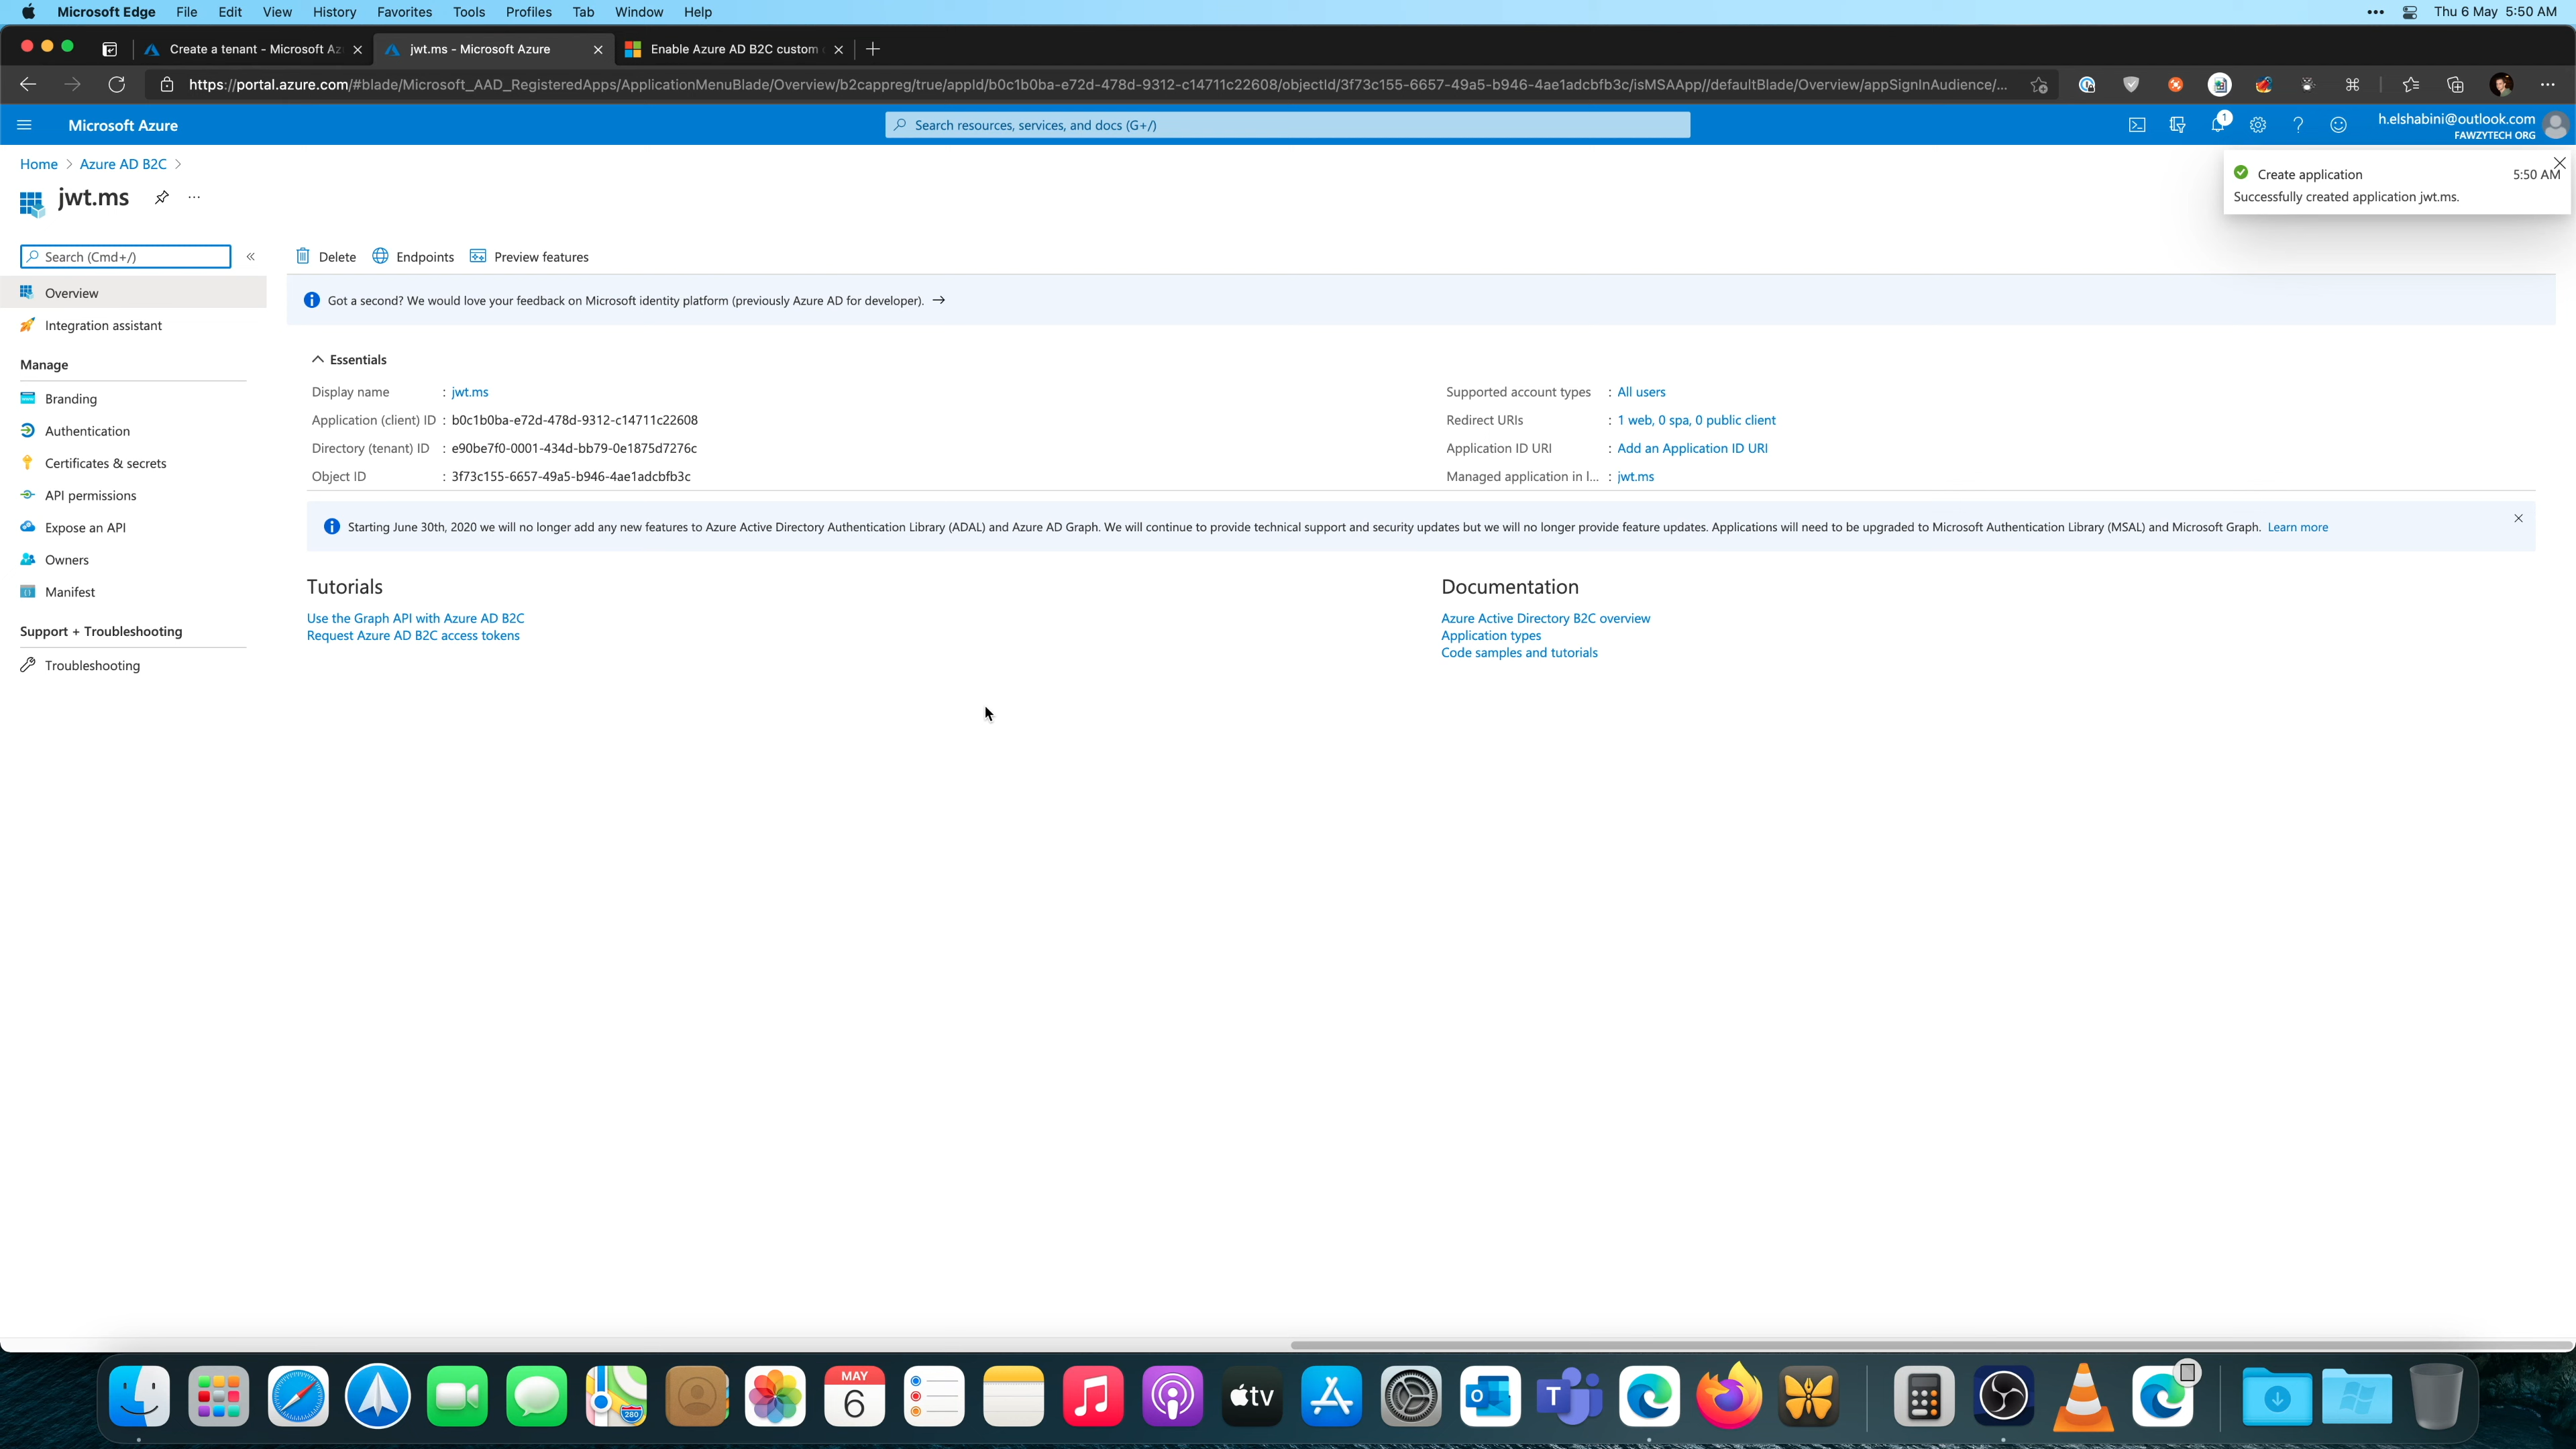 Microsoft Edge File Edit View History Favorites Tools Profiles Tab Window Help
Thu 6 May 5:50 AM
Create a tenant - Microsoft Az
jwt.ms - Microsoft Azure
Enable Azure AD B2C custom
https://portal.azure.com/#blade/Microsoft_AAD_RegisteredApps/ApplicationMenuBlade/Overview/b2cappreg/true/appId/b0c1b0ba-e72d-478d-9312-c14711c22608/objectId/3f73c155-6657-49a5-b946-4ae1adcbfb3c/isMSAApp//defaultBlade/Overview/appSignInAudience/...
Microsoft Azure
Search resources, services, and docs (G+/)
1
h.elshabini@outlook.com
FAWZYTECH ORG
Home > Azure AD B2C >
jwt.ms
...
Create application
5:50 AM
Successfully created application jwt.ms.
Search (Cmd+/)
«
Delete
Endpoints
Preview features
Overview
Integration assistant
Manage
Branding
Authentication
Certificates & secrets
API permissions
Expose an API
Owners
Manifest
Support + Troubleshooting
Troubleshooting
Got a second? We would love your feedback on Microsoft identity platform (previously Azure AD for developer). →
Essentials
Display name : jwt.ms
Application (client) ID : b0c1b0ba-e72d-478d-9312-c14711c22608
Directory (tenant) ID : e90be7f0-0001-434d-bb79-0e1875d7276c
Object ID : 3f73c155-6657-49a5-b946-4ae1adcbfb3c
Supported account types : All users
Redirect URIs : 1 web, 0 spa, 0 public client
Application ID URI : Add an Application ID URI
Managed application in l... : jwt.ms
Starting June 30th, 2020 we will no longer add any new features to Azure Active Directory Authentication Library (ADAL) and Azure AD Graph. We will continue to provide technical support and security updates but we will no longer provide feature updates. Applications will need to be upgraded to Microsoft Authentication Library (MSAL) and Microsoft Graph. Learn more
Tutorials
Use the Graph API with Azure AD B2C
Request Azure AD B2C access tokens
Documentation
Azure Active Directory B2C overview
Application types
Code samples and tutorials
280
MAY
6
tv
O
T